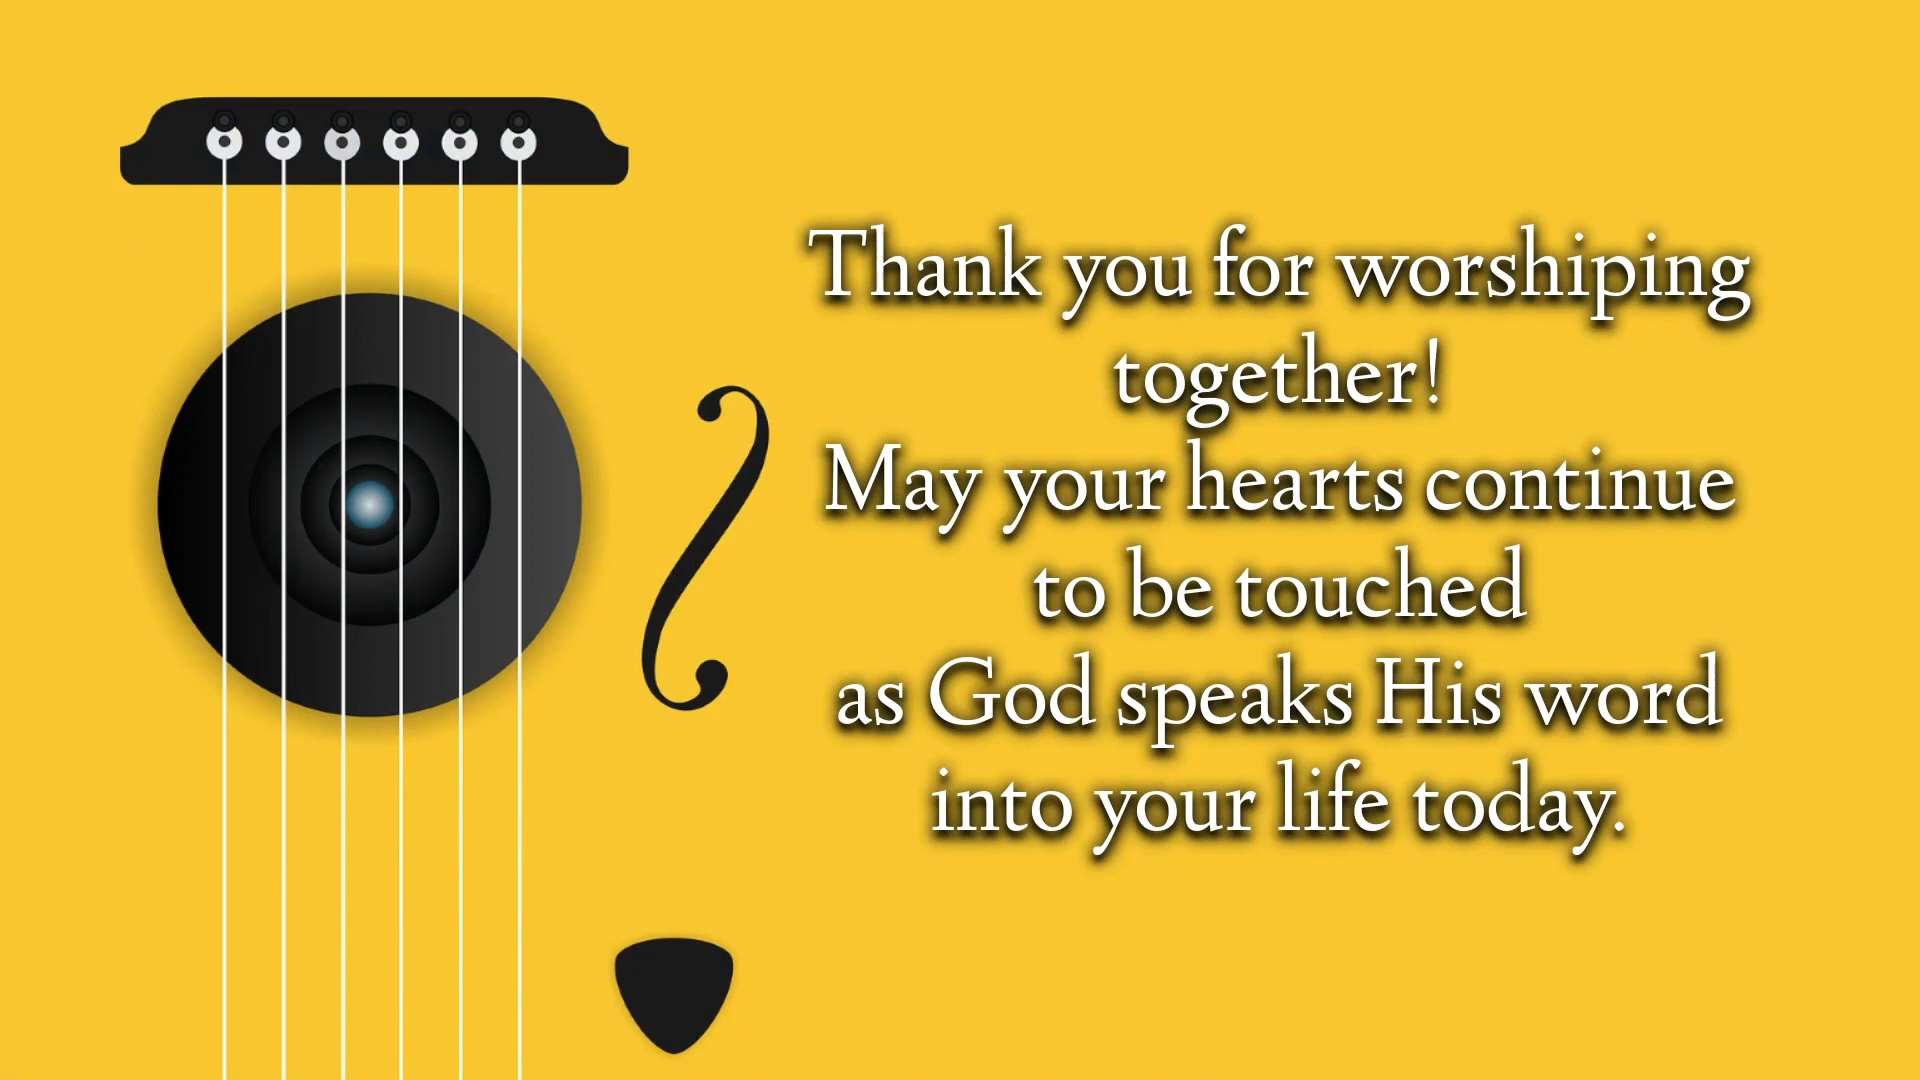 Thank you for worshiping
together!
May your hearts continue
to be touched
as God speaks His word
into your life today.